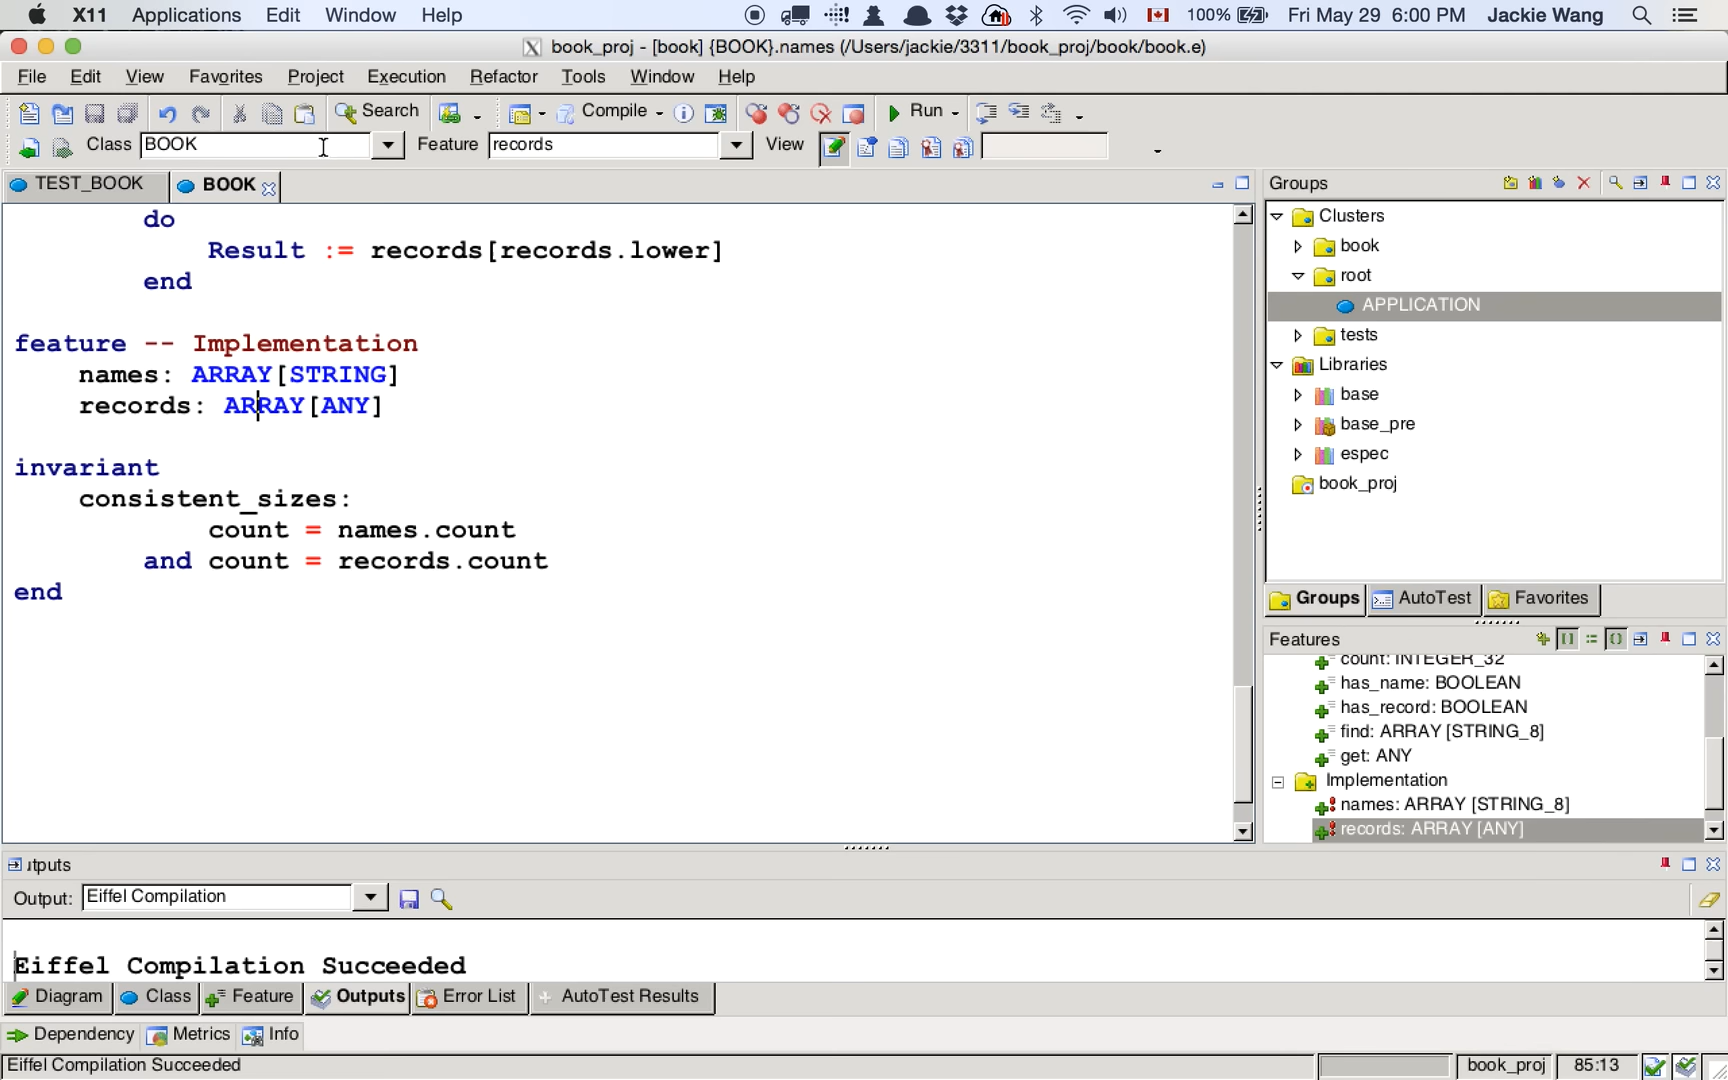 X11 Applications Edit Window Help 100% Fri May 29 6:00 PM Jackie Wang
book_proj - [book] {BOOK}.names (/Users/jackie/3311/book_proj/book/book.e)
File Edit View Favorites Project Execution Refactor Tools Window Help
Search Compile Run
Class BOOK Feature records View
TEST_BOOK BOOK
do
Result := records[records.lower]
end
feature -- Implementation
names: ARRAY[STRING]
records: ARRAY[ANY]
invariant
consistent_sizes:
count = names.count
and count = records.count
end
Groups
Clusters
book
root
APPLICATION
tests
Libraries
base
base_pre
espec
book_proj
Groups AutoTest Favorites
Features
count: INTEGER_32
has_name: BOOLEAN
has_record: BOOLEAN
find: ARRAY [STRING_8]
get: ANY
Implementation
names: ARRAY [STRING_8]
records: ARRAY [ANY]
utputs
Output: Eiffel Compilation
Eiffel Compilation Succeeded
Diagram Class Feature Outputs Error List AutoTest Results
Dependency Metrics Info
Eiffel Compilation Succeeded book_proj 85:13